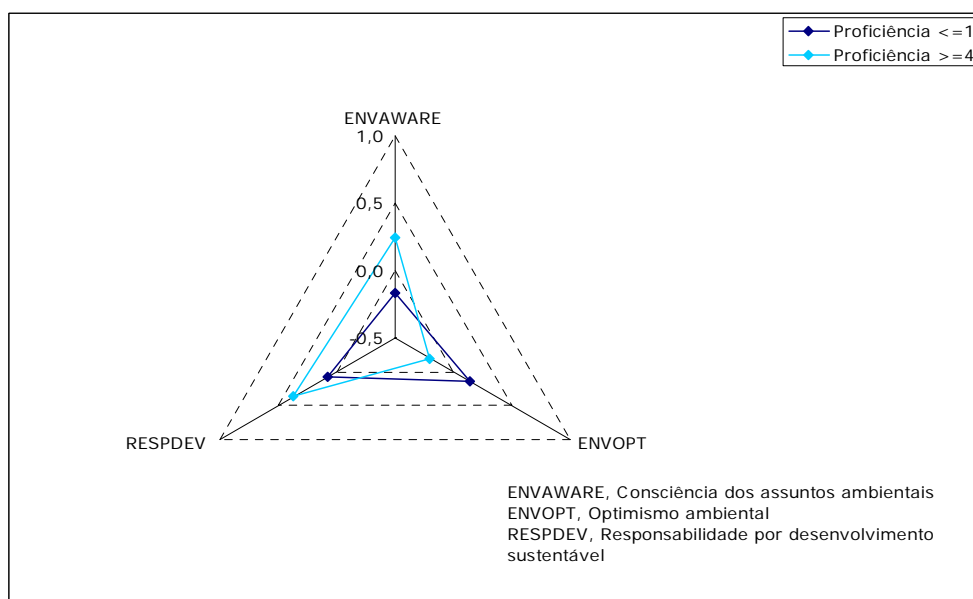 Proficiência <=1
Proficiência >=4
ENVAWARE
1,0
0,5
0,0
-0,5
RESPDEV
ENVOPT
ENVAWARE, Consciência dos assuntos ambientais
ENVOPT, Optimismo ambiental
RESPDEV, Responsabilidade por desenvolvimento
sustentável